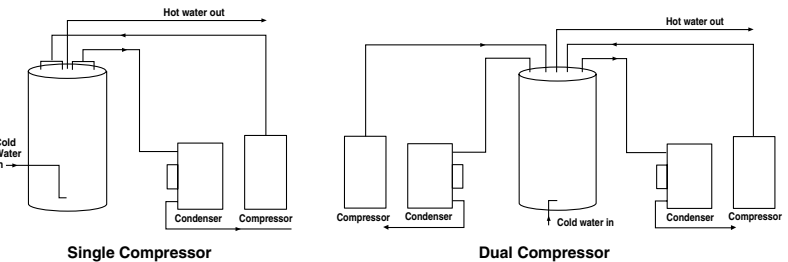 Hot water out
Cold
Water
in
Condenser
Compressor
Single Compressor
Hot water out
Compressor
Condenser
Cold water in
Condenser
Compressor
Dual Compressor